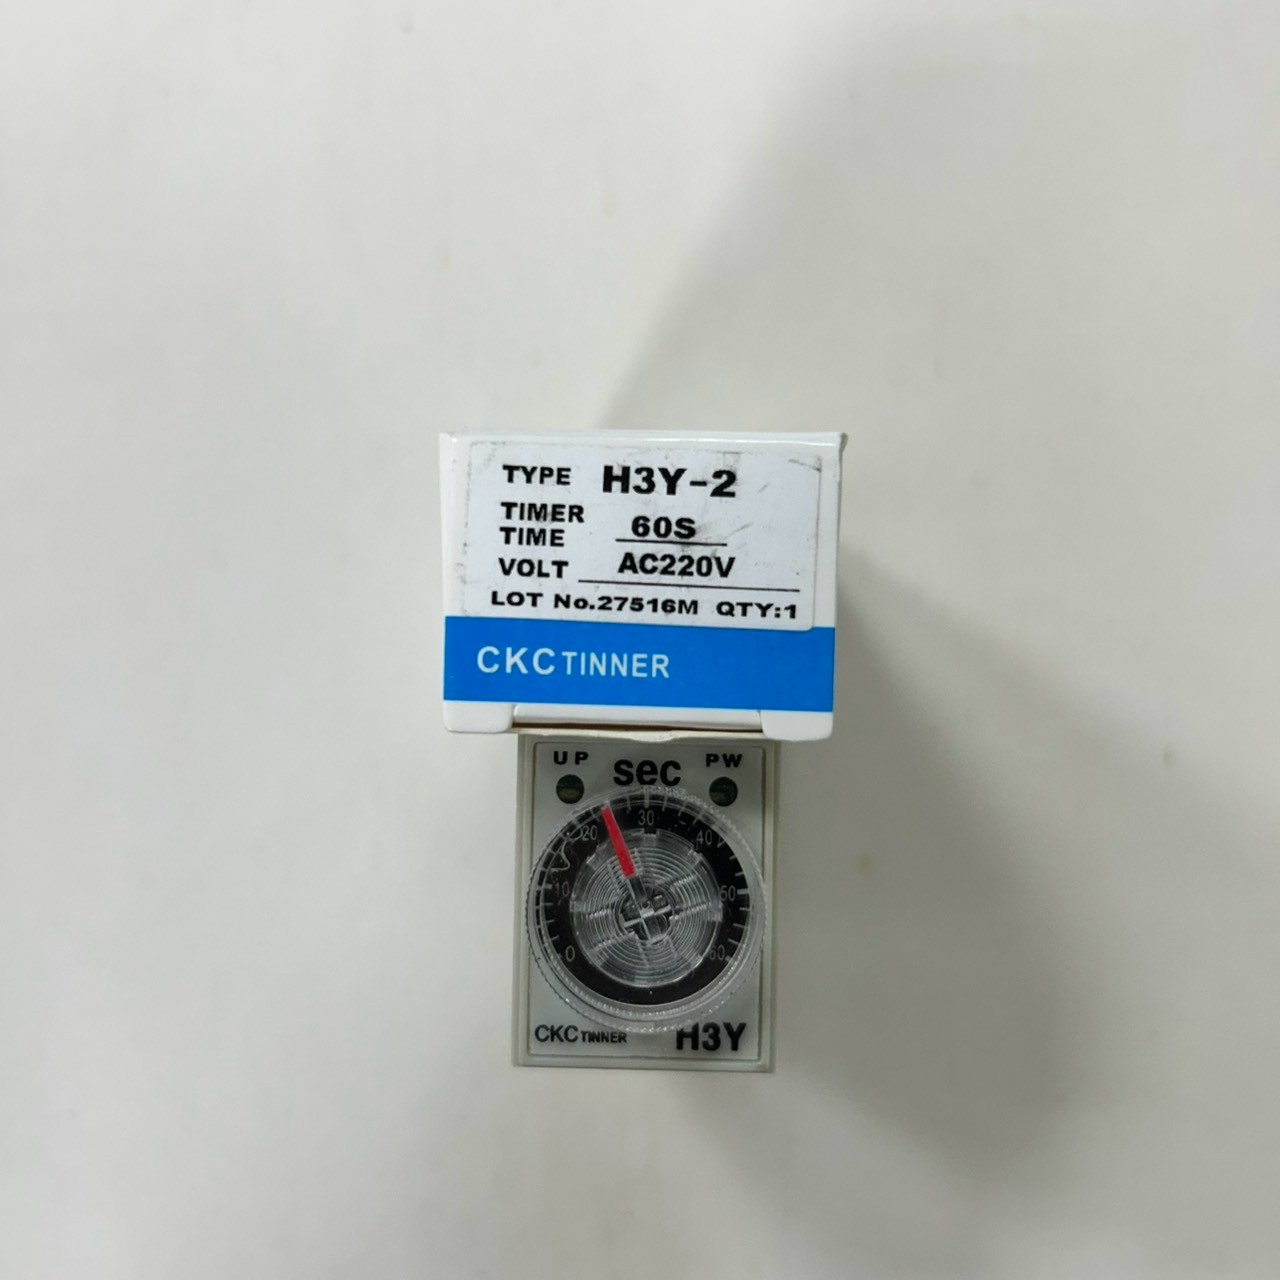 TYPE H3Y-2
TIMER
TIME 60S
VOLT AC220V
LOT No.27516M QTY:1
CKC TINNER
UP sec PW
0 10 20 30 40 50 60
CKC TINNER H3Y